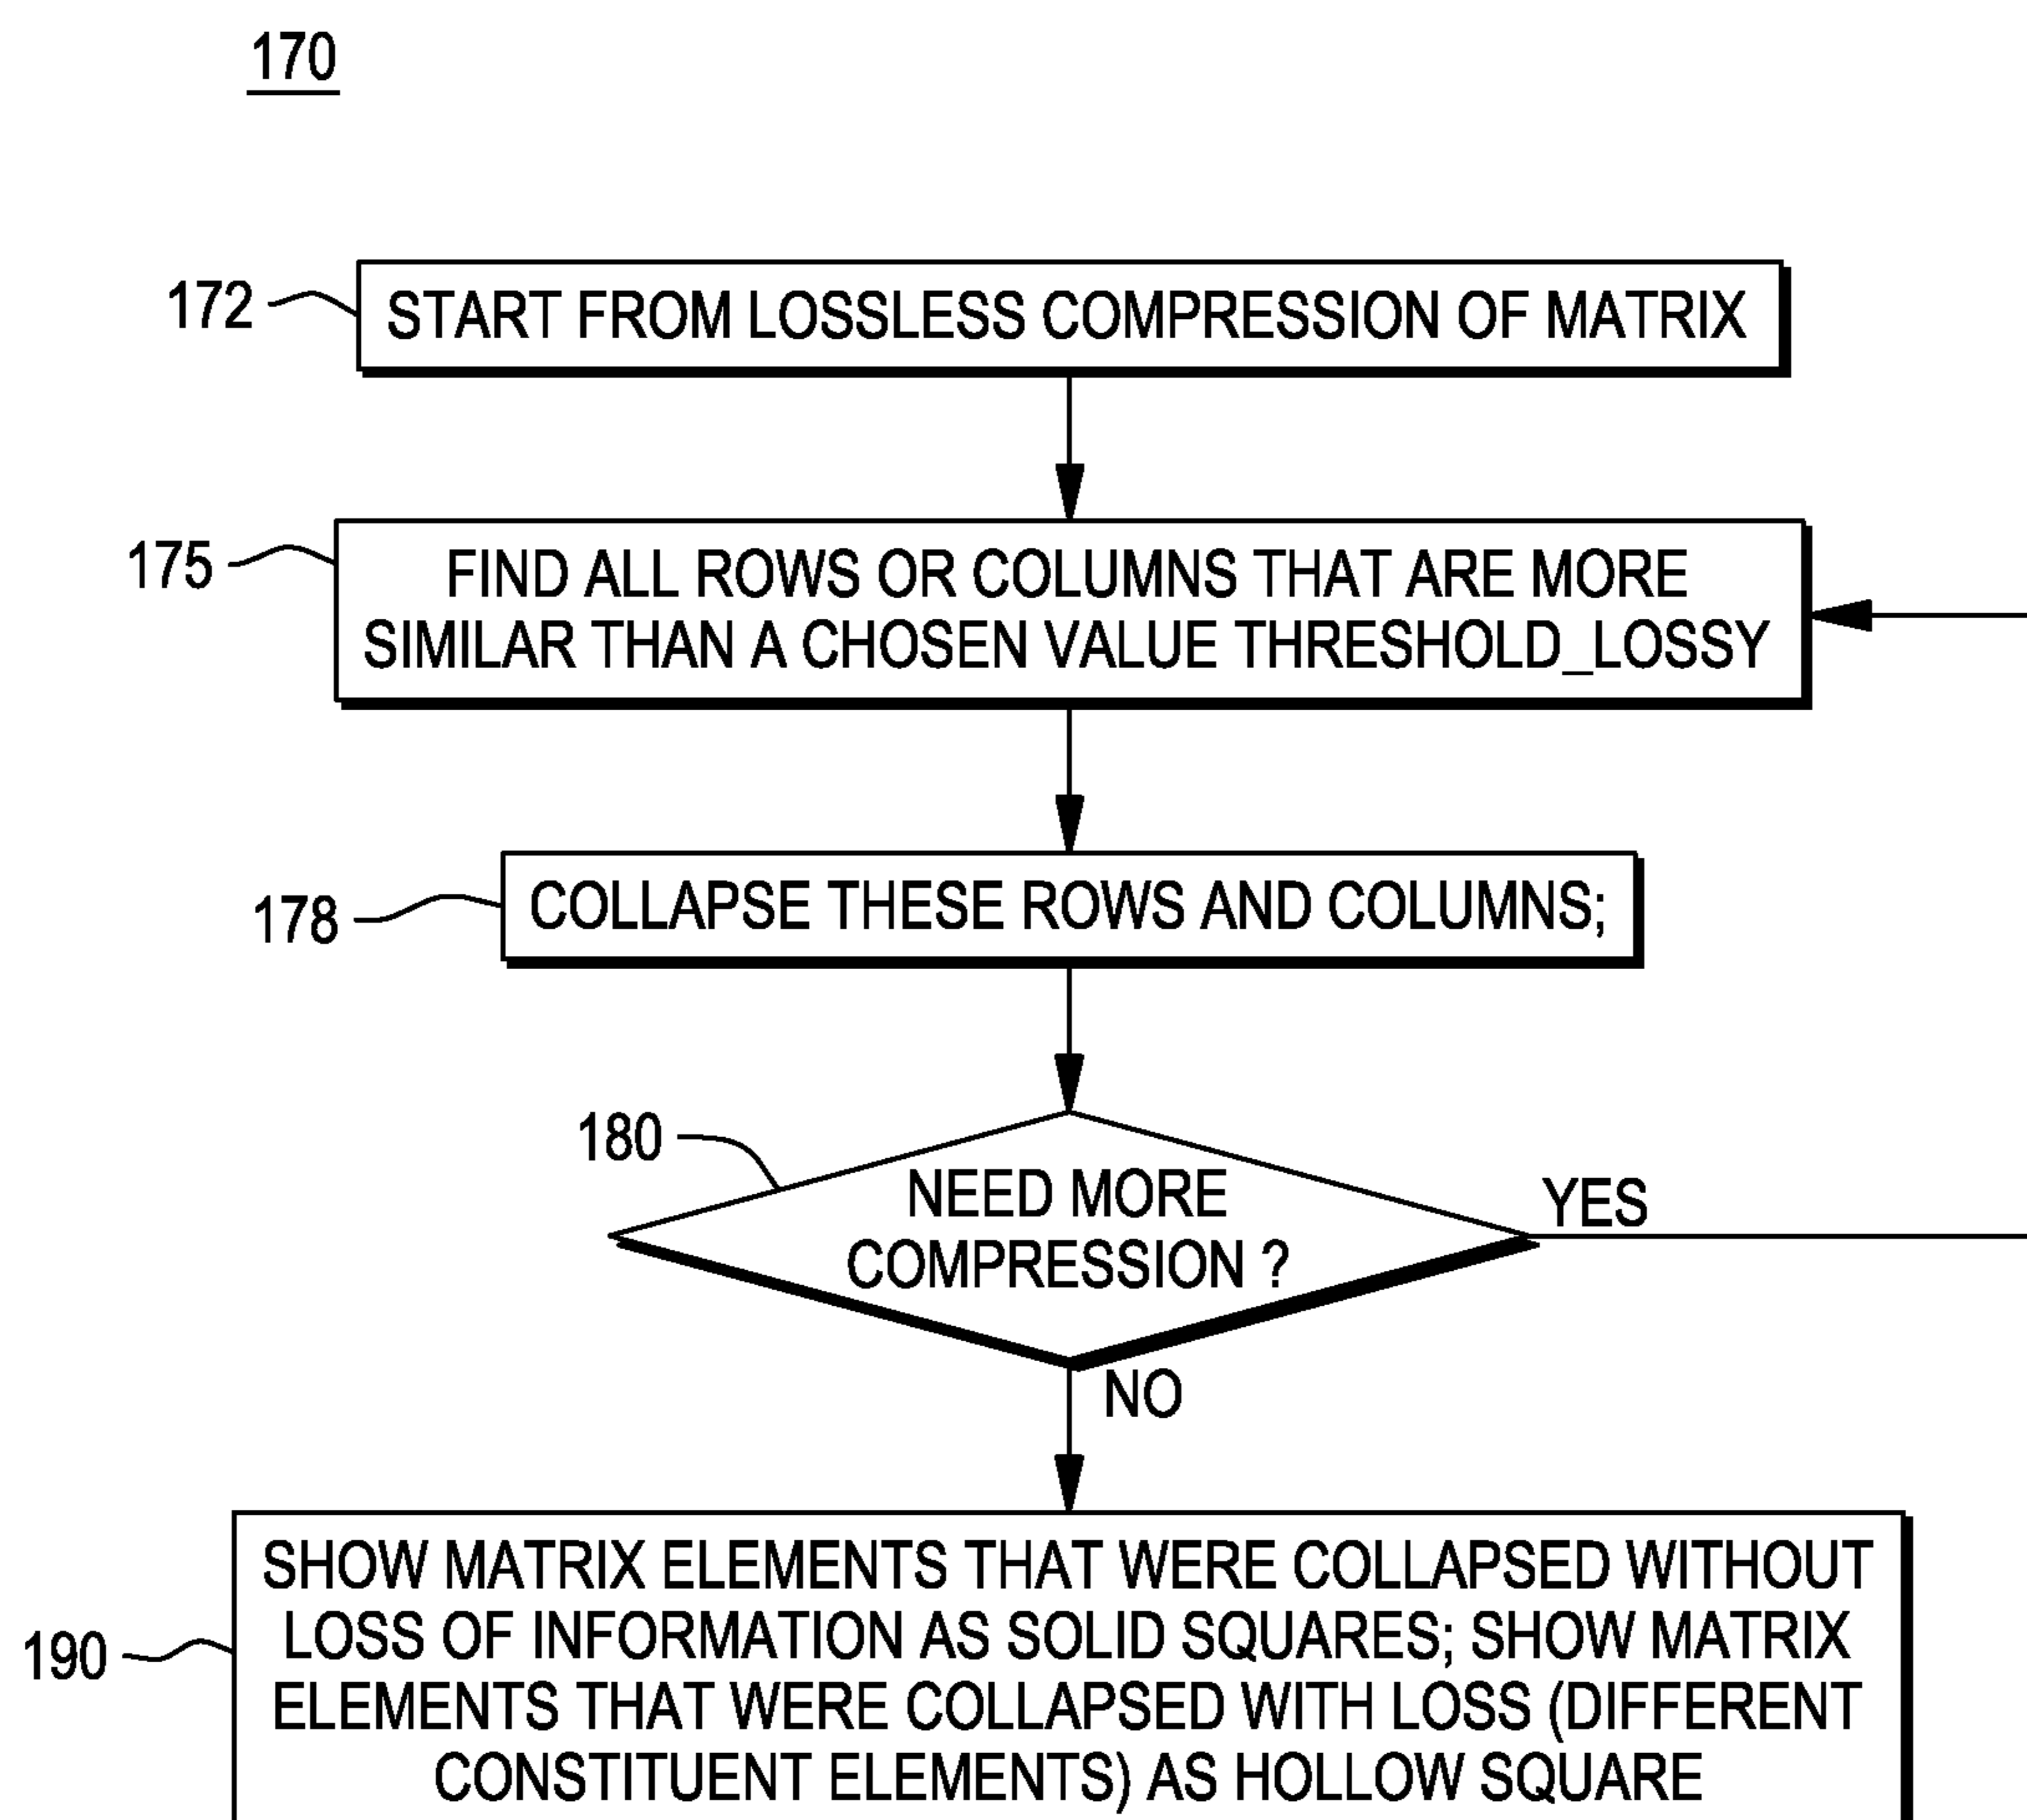 170
172
START FROM LOSSLESS COMPRESSION OF MATRIX
175
FIND ALL ROWS OR COLUMNS THAT ARE MORE
SIMILAR THAN A CHOSEN VALUE THRESHOLD_LOSSY
178
COLLAPSE THESE ROWS AND COLUMNS;
180
NEED MORE
COMPRESSION ?
YES
NO
190
SHOW MATRIX ELEMENTS THAT WERE COLLAPSED WITHOUT
LOSS OF INFORMATION AS SOLID SQUARES; SHOW MATRIX
ELEMENTS THAT WERE COLLAPSED WITH LOSS (DIFFERENT
CONSTITUENT ELEMENTS) AS HOLLOW SQUARE